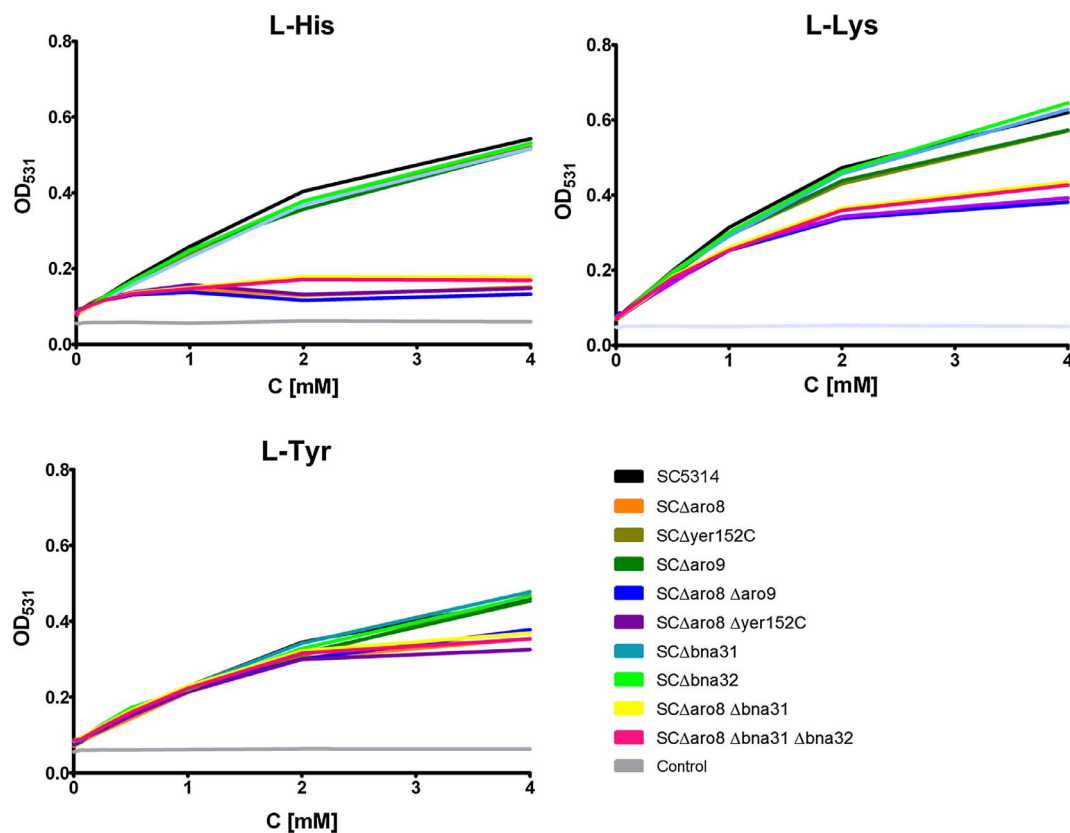 L-His
0.8
0.6
0.4
0.2
0.0
OD531
0 1 2 3 4
C [mM]
L-Lys
0.8
0.6
0.4
0.2
0.0
OD531
0 1 2 3 4
C [mM]
L-Tyr
0.8
0.6
0.4
0.2
0.0
OD531
0 1 2 3 4
C [mM]
SC5314
SCΔaro8
SCΔyer152C
SCΔaro9
SCΔaro8 Δaro9
SCΔaro8 Δyer152C
SCΔbna31
SCΔbna32
SCΔaro8 Δbna31
SCΔaro8 Δbna31 Δbna32
Control